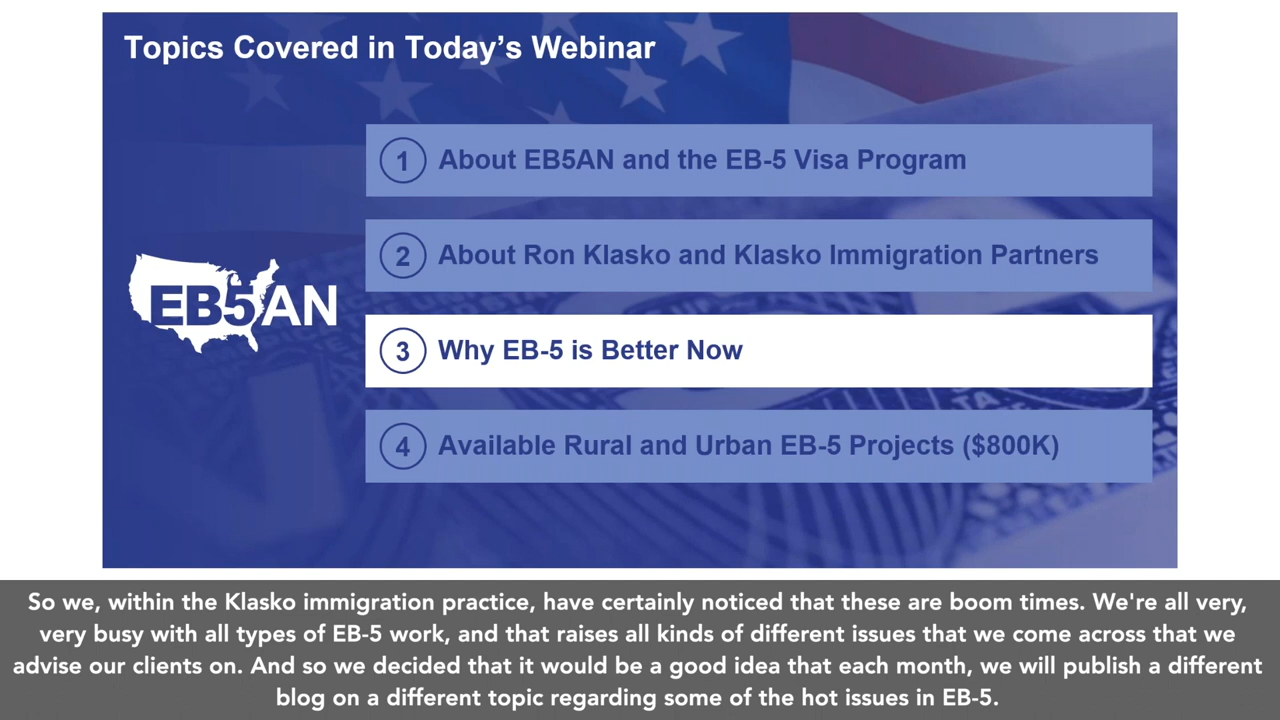 Topics Covered in Today's Webinar
1 About EB5AN and the EB-5 Visa Program
2 About Ron Klasko and Klasko Immigration Partners
EB5AN
3 Why EB-5 is Better Now
4 Available Rural and Urban EB-5 Projects ($800K)
So we, within the Klasko immigration practice, have certainly noticed that these are boom times. We're all very,
very busy with all types of EB-5 work, and that raises all kinds of different issues that we come across that we
advise our clients on. And so we decided that it would be a good idea that each month, we will publish a different
blog on a different topic regarding some of the hot issues in EB-5.